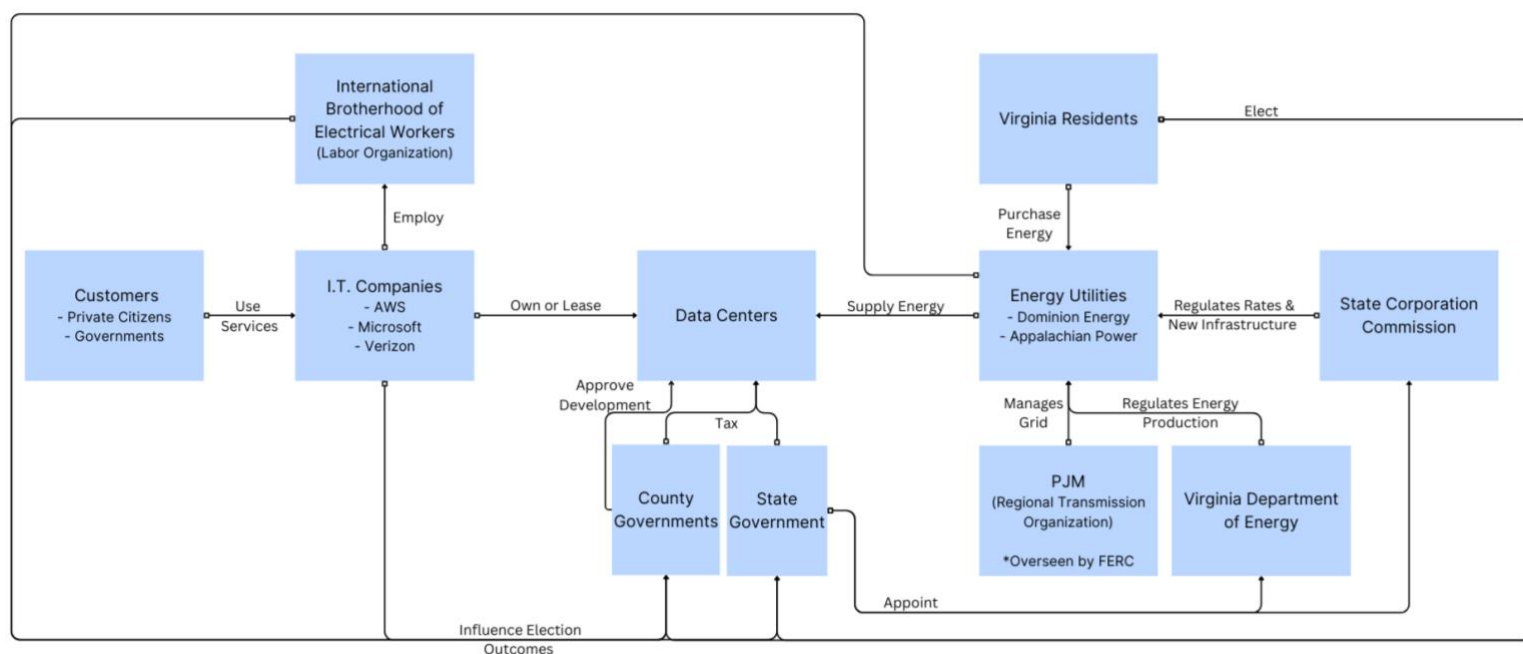 International
Brotherhood of
Electrical Workers
(Labor Organization)
Virginia Residents
Elect
Employ
Purchase
Energy
Customers
- Private Citizens
- Governments
Use
Services
I.T. Companies
- AWS
- Microsoft
- Verizon
Own or Lease
Data Centers
Supply Energy
Energy Utilities
- Dominion Energy
- Appalachian Power
Regulates Rates &
New Infrastructure
State Corporation
Commission
Approve
Development
Tax
Manages
Grid
Regulates Energy
Production
County
Governments
State
Government
PJM
(Regional Transmission
Organization)
*Overseen by FERC
Virginia Department
of Energy
Appoint
Influence Election
Outcomes